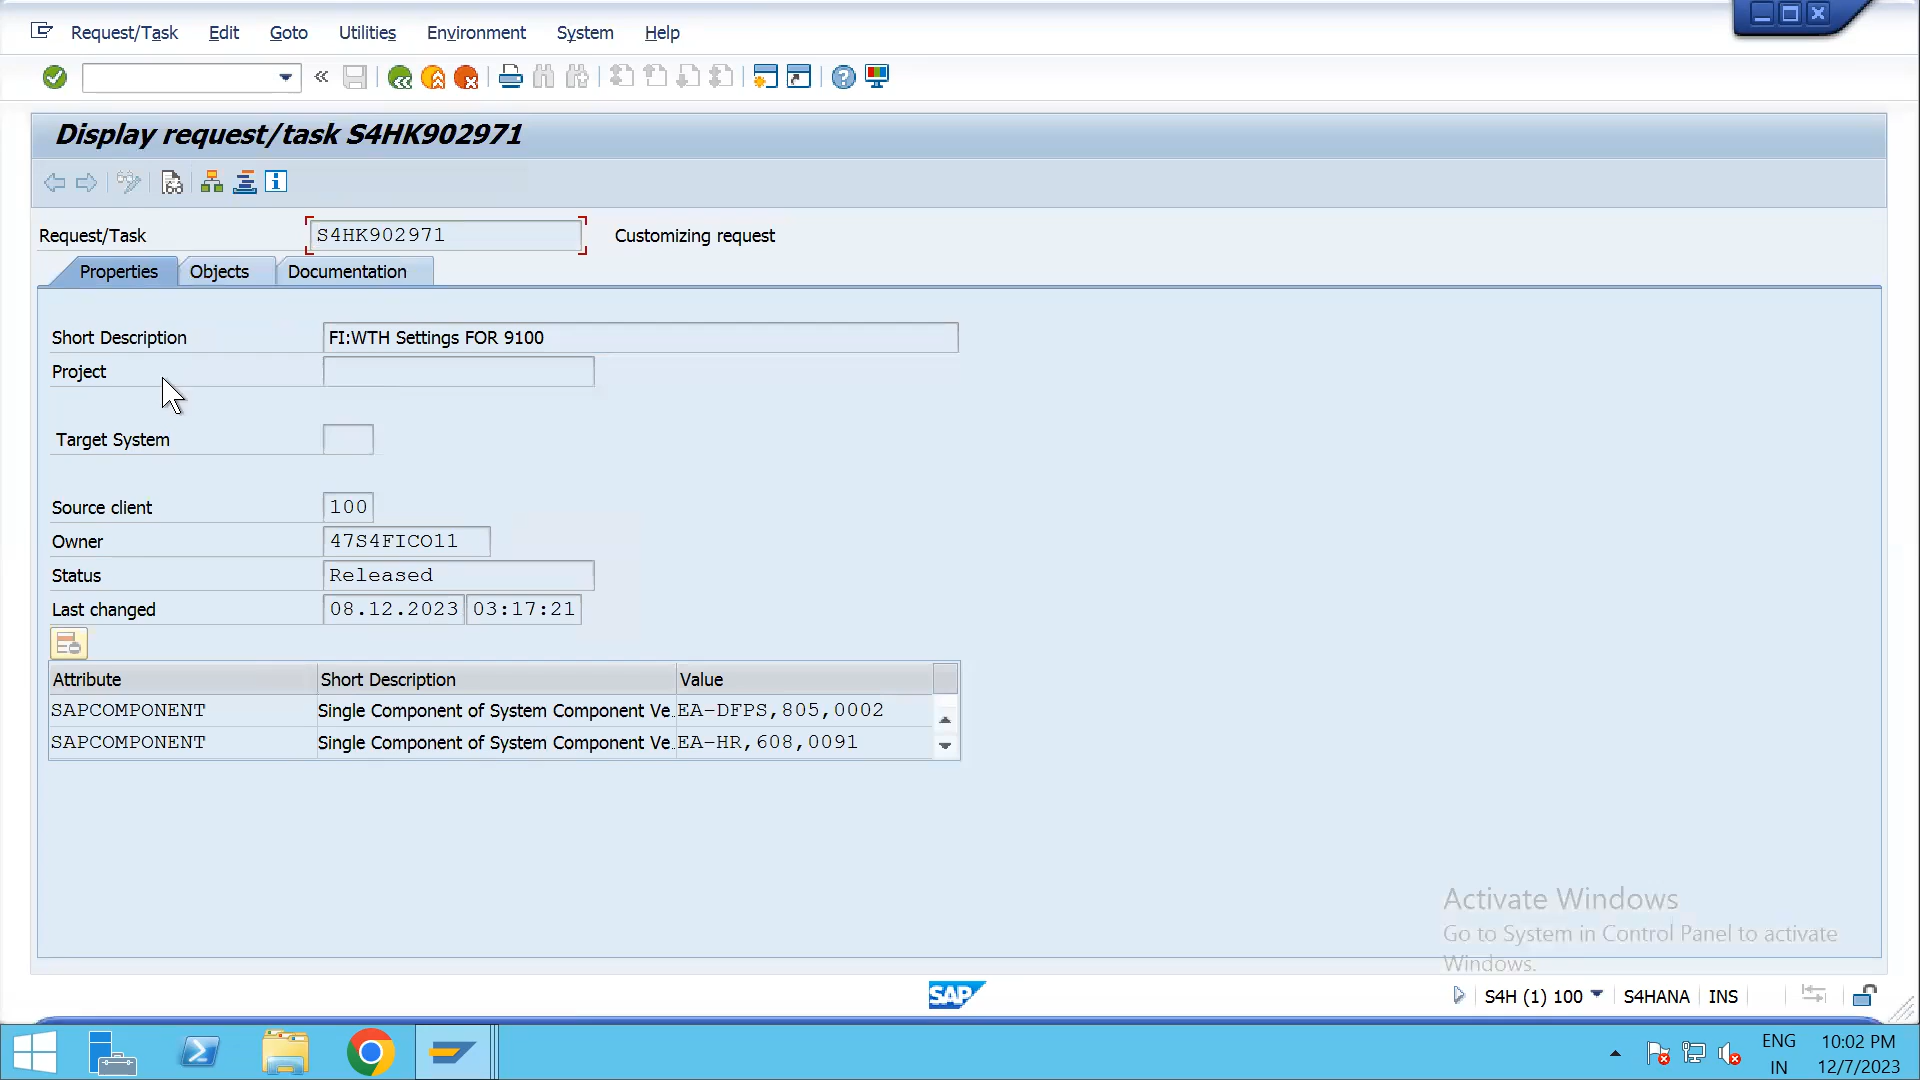 Request/Task Edit Goto Utilities Environment System Help
Display request/task S4HK902971
Request/Task S4HK902971 Customizing request
Properties Objects Documentation
Short Description FI:WTH Settings FOR 9100
Project
Target System
Source client 100
Owner 47S4FICO11
Status Released
Last changed 08.12.2023 03:17:21
Attribute Short Description Value
SAPCOMPONENT Single Component of System Component Ve.. EA-DFPS,805,0002
SAPCOMPONENT Single Component of System Component Ve.. EA-HR,608,0091
Activate Windows
Go to System in Control Panel to activate
Windows.
SAP S4H (1) 100 S4HANA INS
ENG 10:02 PM
IN 12/7/2023